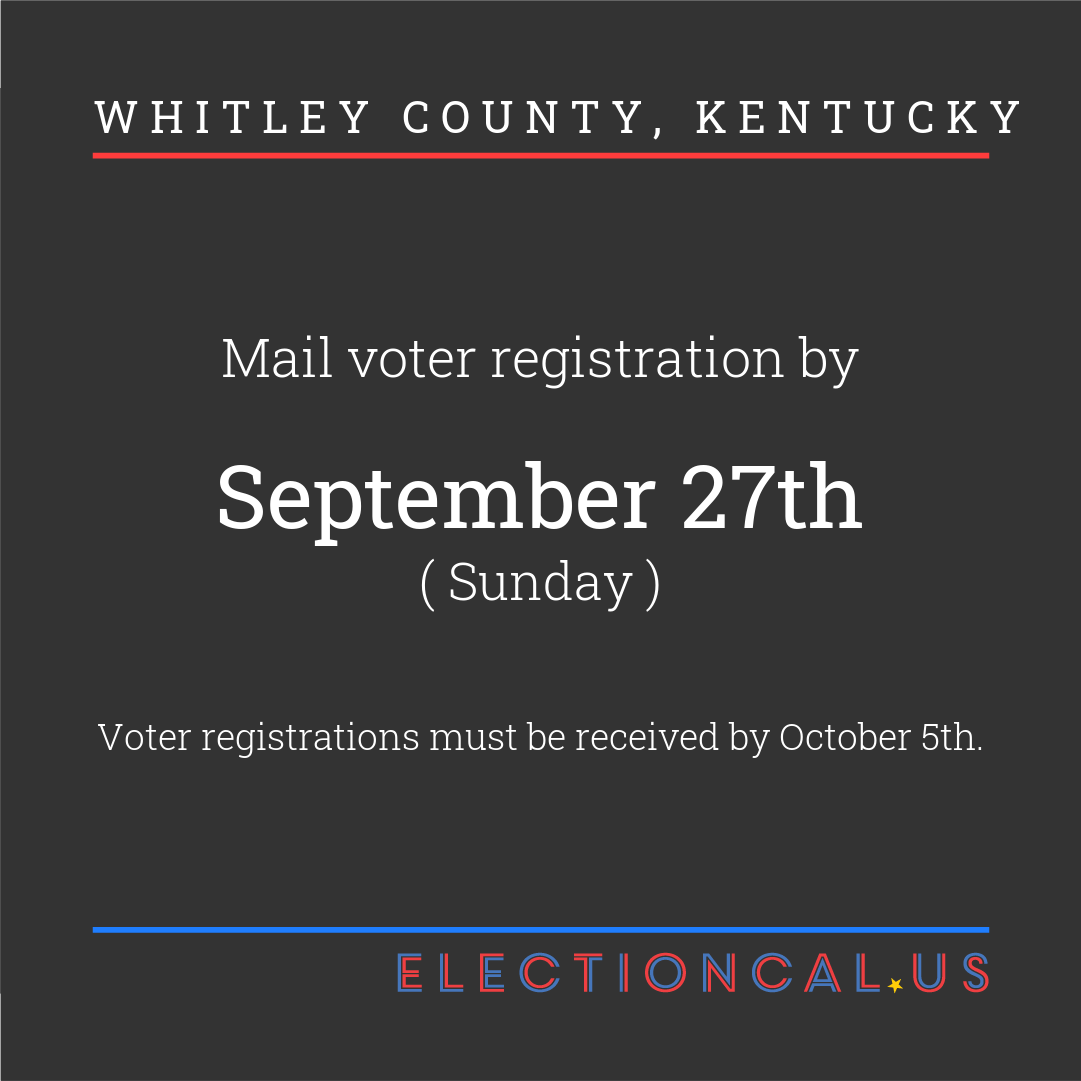 WHITLEY COUNTY, KENTUCKY
Mail voter registration by
September 27th
( Sunday )
Voter registrations must be received by October 5th.
ELECTIONCAL.US